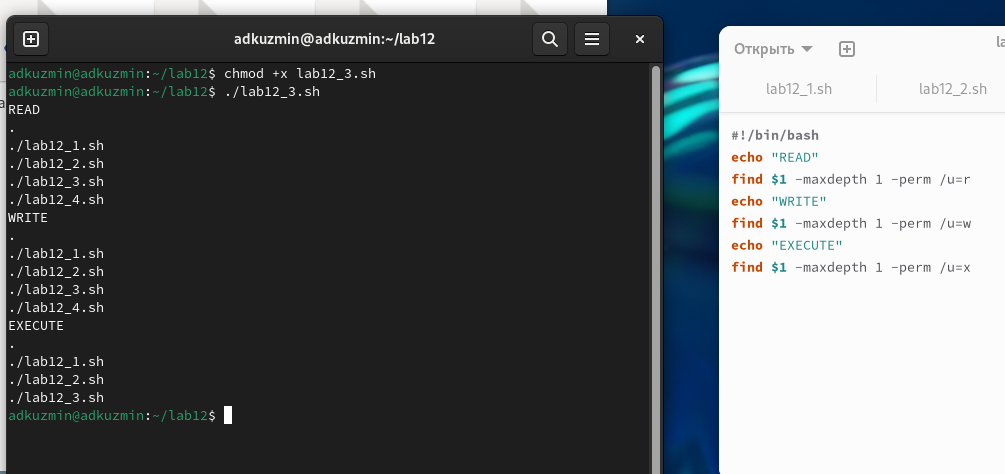 adkuzmin@adkuzmin:~/lab12
adkuzmin@adkuzmin:~/lab12$ chmod +x lab12_3.sh
adkuzmin@adkuzmin:~/lab12$ ./lab12_3.sh
READ
.
./lab12_1.sh
./lab12_2.sh
./lab12_3.sh
./lab12_4.sh
WRITE
.
./lab12_1.sh
./lab12_2.sh
./lab12_3.sh
./lab12_4.sh
EXECUTE
.
./lab12_1.sh
./lab12_2.sh
./lab12_3.sh
adkuzmin@adkuzmin:~/lab12$
Открыть
lab12_1.sh
lab12_2.sh
#!/bin/bash
echo "READ"
find $1 -maxdepth 1 -perm /u=r
echo "WRITE"
find $1 -maxdepth 1 -perm /u=w
echo "EXECUTE"
find $1 -maxdepth 1 -perm /u=x